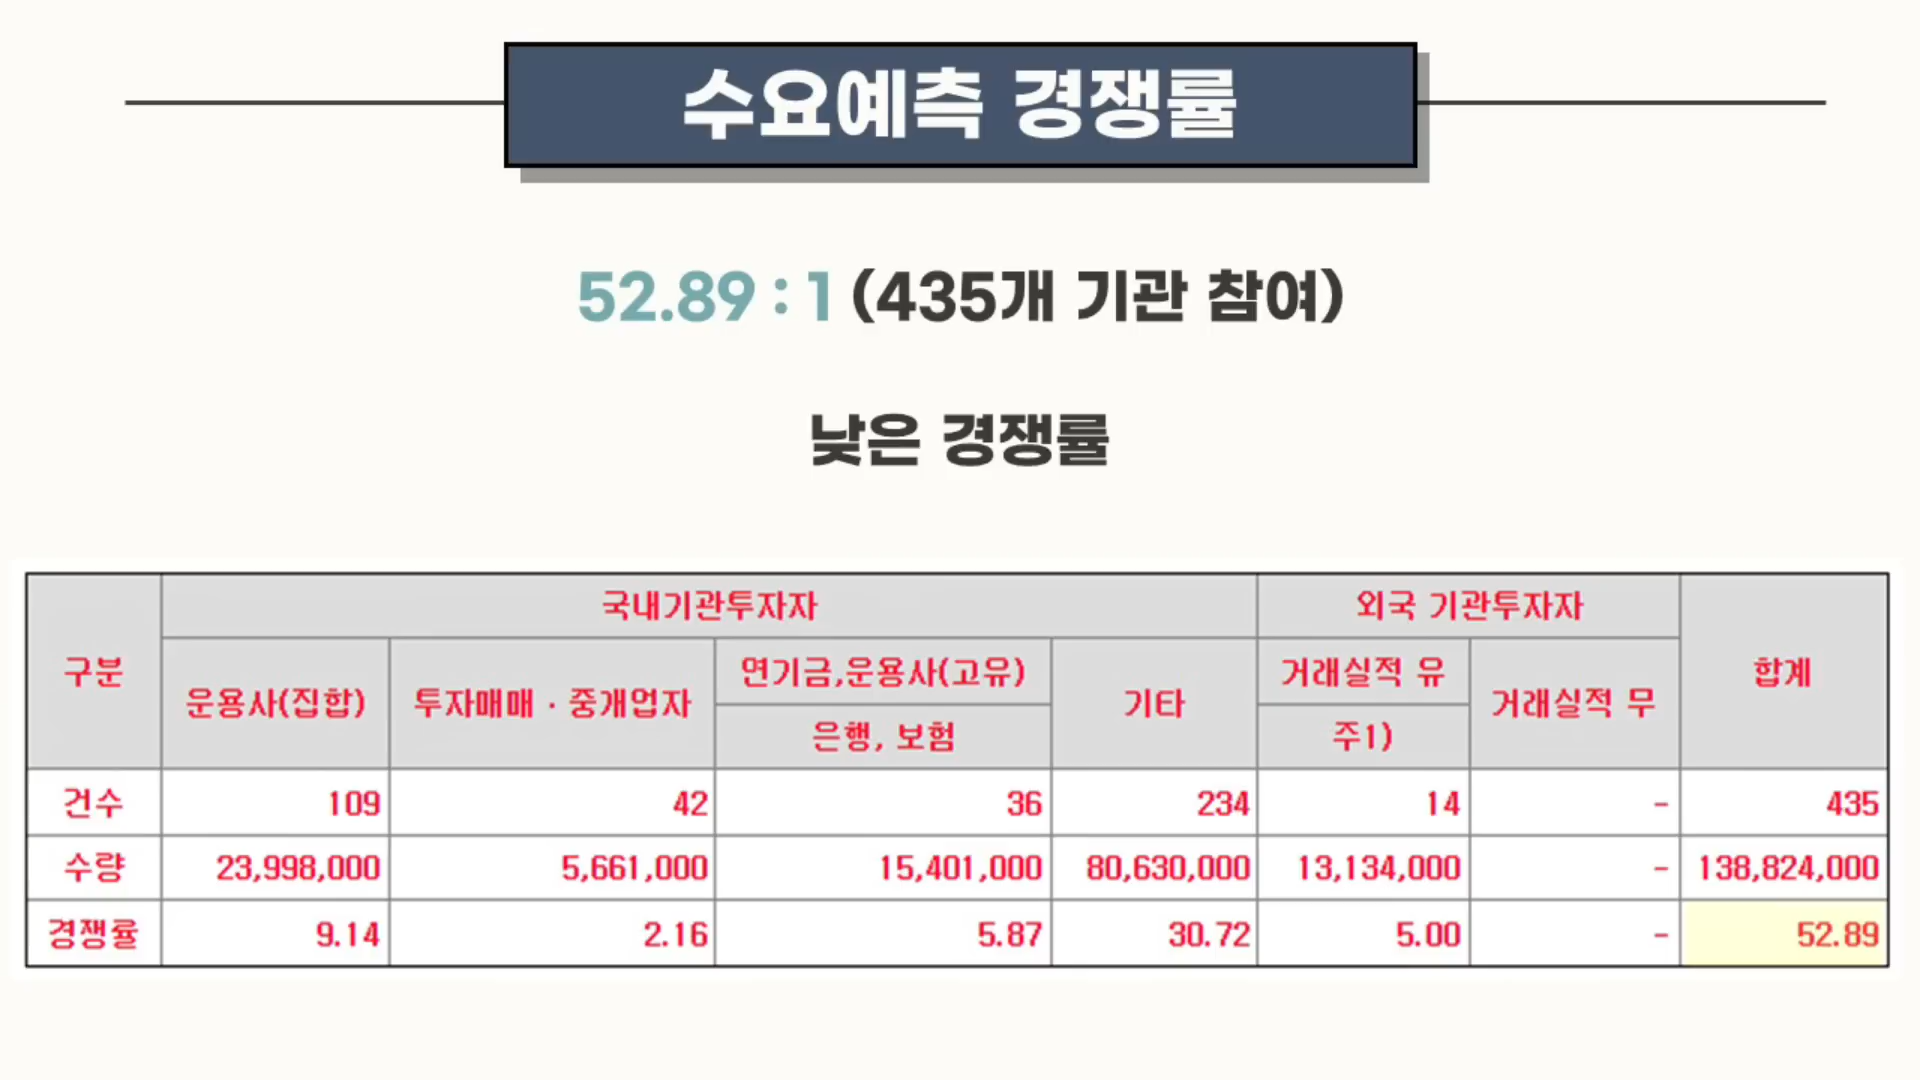 수요예측 경쟁률
52.89 : 1 (435개 기관 참여)
낮은 경쟁률
구분 국내기관투자자 외국 기관투자자 합계
운용사(집합) 투자매매 · 중개업자 연기금,운용사(고유) 은행, 보험 기타 거래실적 유 주1) 거래실적 무
건수 109 42 36 234 14 - 435
수량 23,998,000 5,661,000 15,401,000 80,630,000 13,134,000 - 138,824,000
경쟁률 9.14 2.16 5.87 30.72 5.00 - 52.89